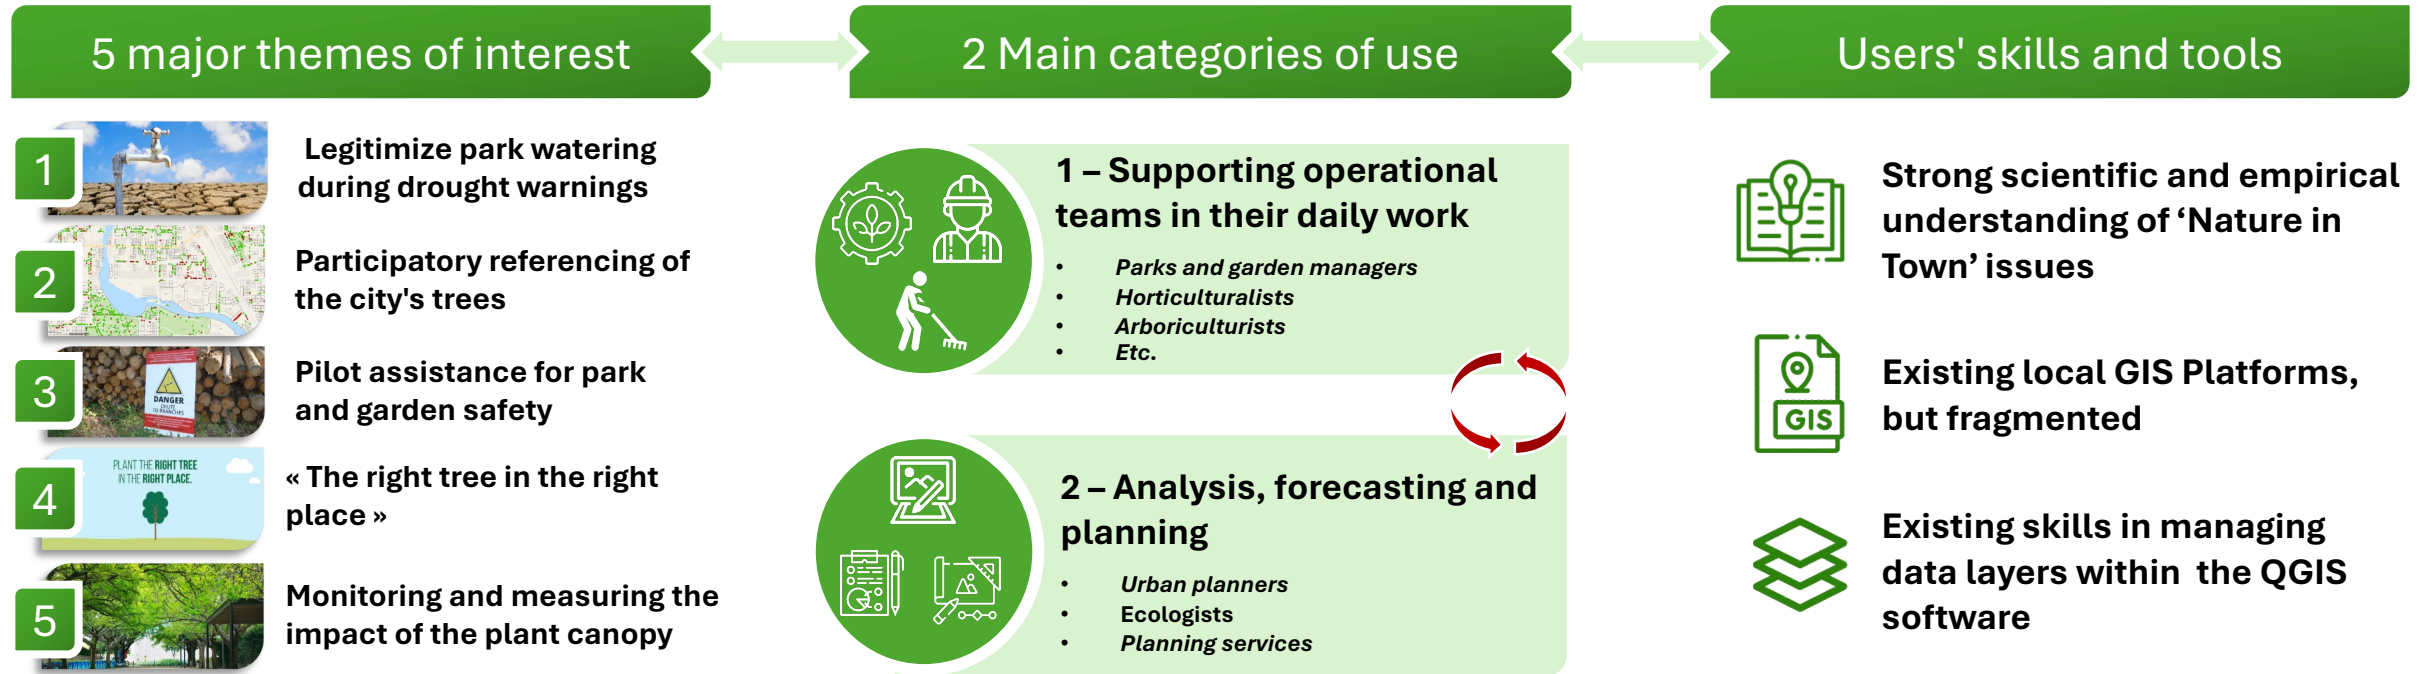 5 major themes of interest
2 Main categories of use
Users' skills and tools
1
Legitimize park watering
during drought warnings
2
Participatory referencing of
the city's trees
3
DANGER
CHUTE
DE BRANCHES
Pilot assistance for park
and garden safety
4
PLANT THE RIGHT TREE
IN THE RIGHT PLACE.
« The right tree in the right
place »
5
Monitoring and measuring the
impact of the plant canopy
1 – Supporting operational
teams in their daily work
• Parks and garden managers
• Horticulturalists
• Arboriculturists
• Etc.
2 – Analysis, forecasting and
planning
• Urban planners
• Ecologists
• Planning services
Strong scientific and empirical
understanding of ‘Nature in
Town’ issues
GIS
Existing local GIS Platforms,
but fragmented
Existing skills in managing
data layers within the QGIS
software